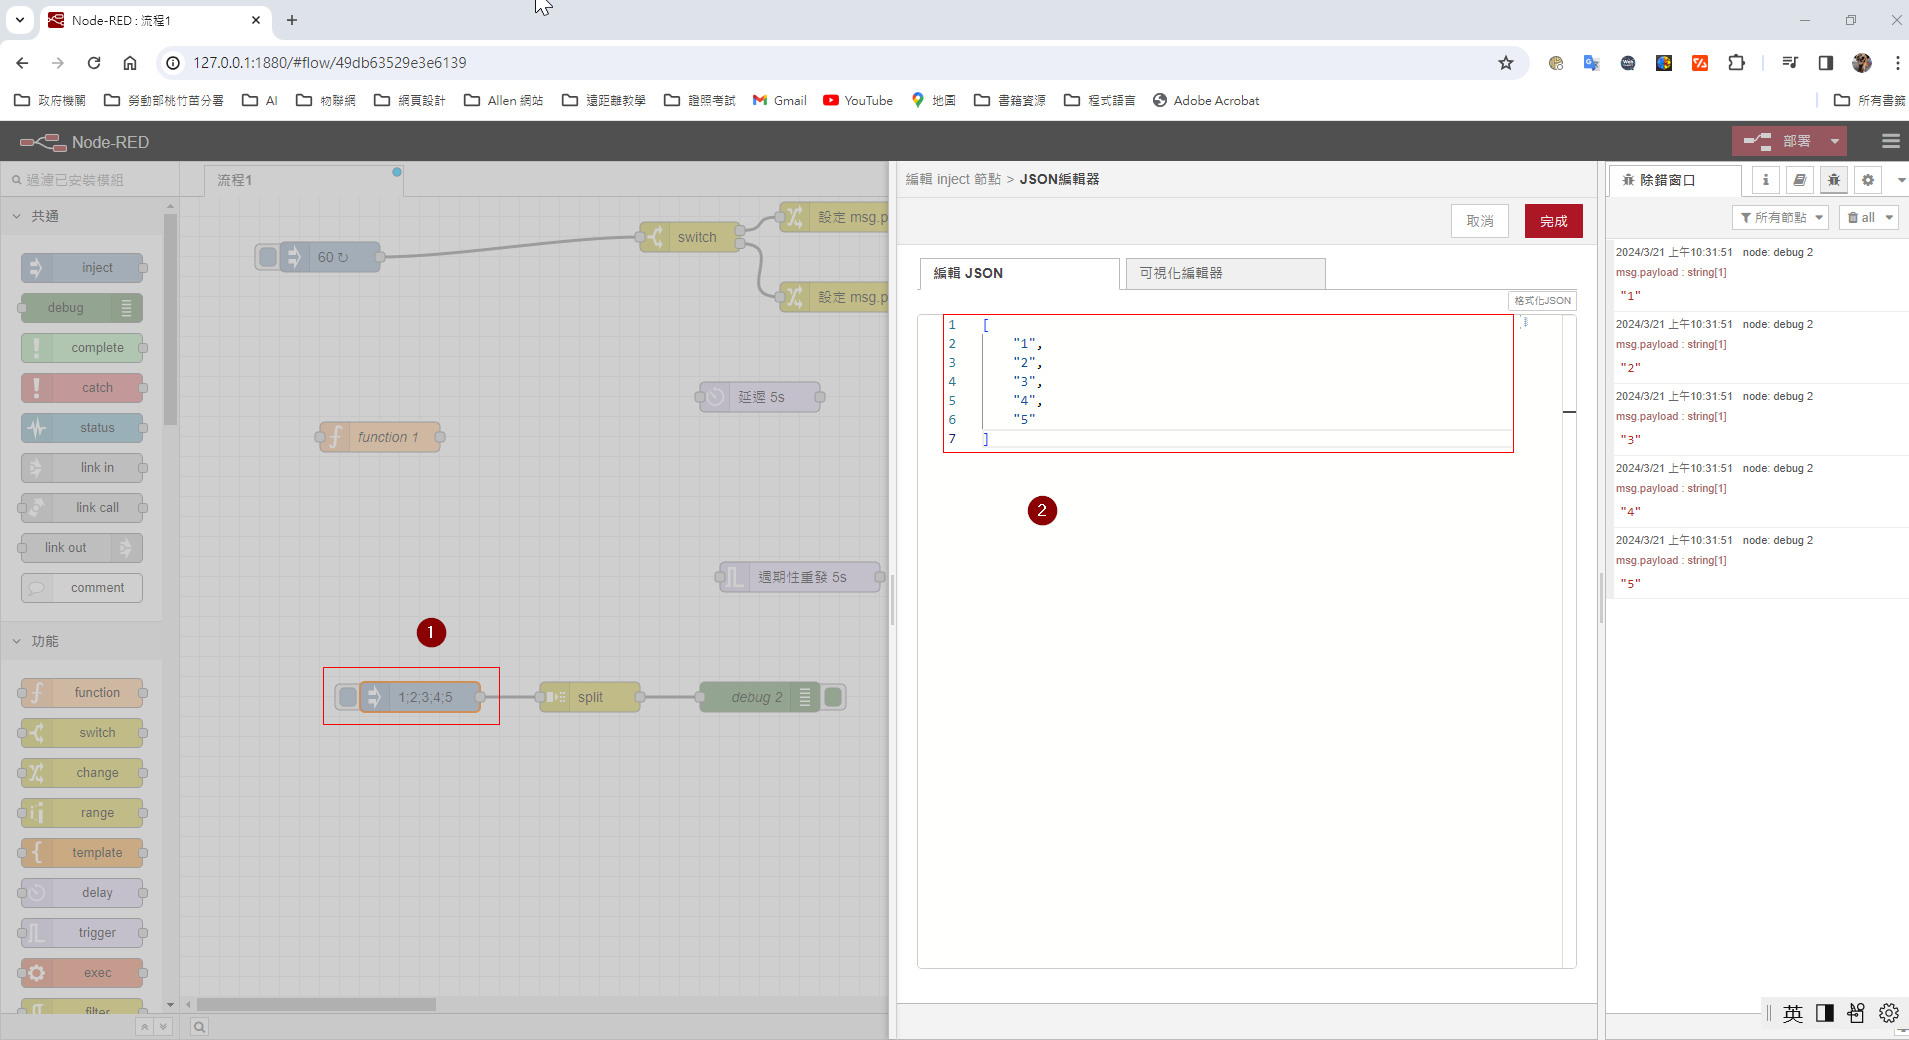 Node-RED : 流程1
127.0.0.1:1880/#flow/49db63529e3e6139
政府機關 勞動部桃竹苗分署 AI 物聯網 網頁設計 Allen 網站 遠距離教學 證照考試 Gmail YouTube 地圖 書籍資源 程式語言 Adobe Acrobat 所有書籤
Node-RED 部署
過濾已安裝模組
共通
inject
debug
complete
catch
status
link in
link call
link out
comment
功能
function
switch
change
range
template
delay
trigger
exec
filter
流程1
60 ↻
switch
設定 msg.p
設定 msg.p
延遲 5s
function 1
週期性重發 5s
1
1;2;3;4;5
split
debug 2
編輯 inject 節點 > JSON編輯器
取消 完成
編輯 JSON 可視化編輯器
格式化JSON
1 [
2 "1",
3 "2",
4 "3",
5 "4",
6 "5"
7 ]
2
除錯窗口
所有節點 all
2024/3/21 上午10:31:51 node: debug 2
msg.payload : string[1]
"1"
2024/3/21 上午10:31:51 node: debug 2
msg.payload : string[1]
"2"
2024/3/21 上午10:31:51 node: debug 2
msg.payload : string[1]
"3"
2024/3/21 上午10:31:51 node: debug 2
msg.payload : string[1]
"4"
2024/3/21 上午10:31:51 node: debug 2
msg.payload : string[1]
"5"
英